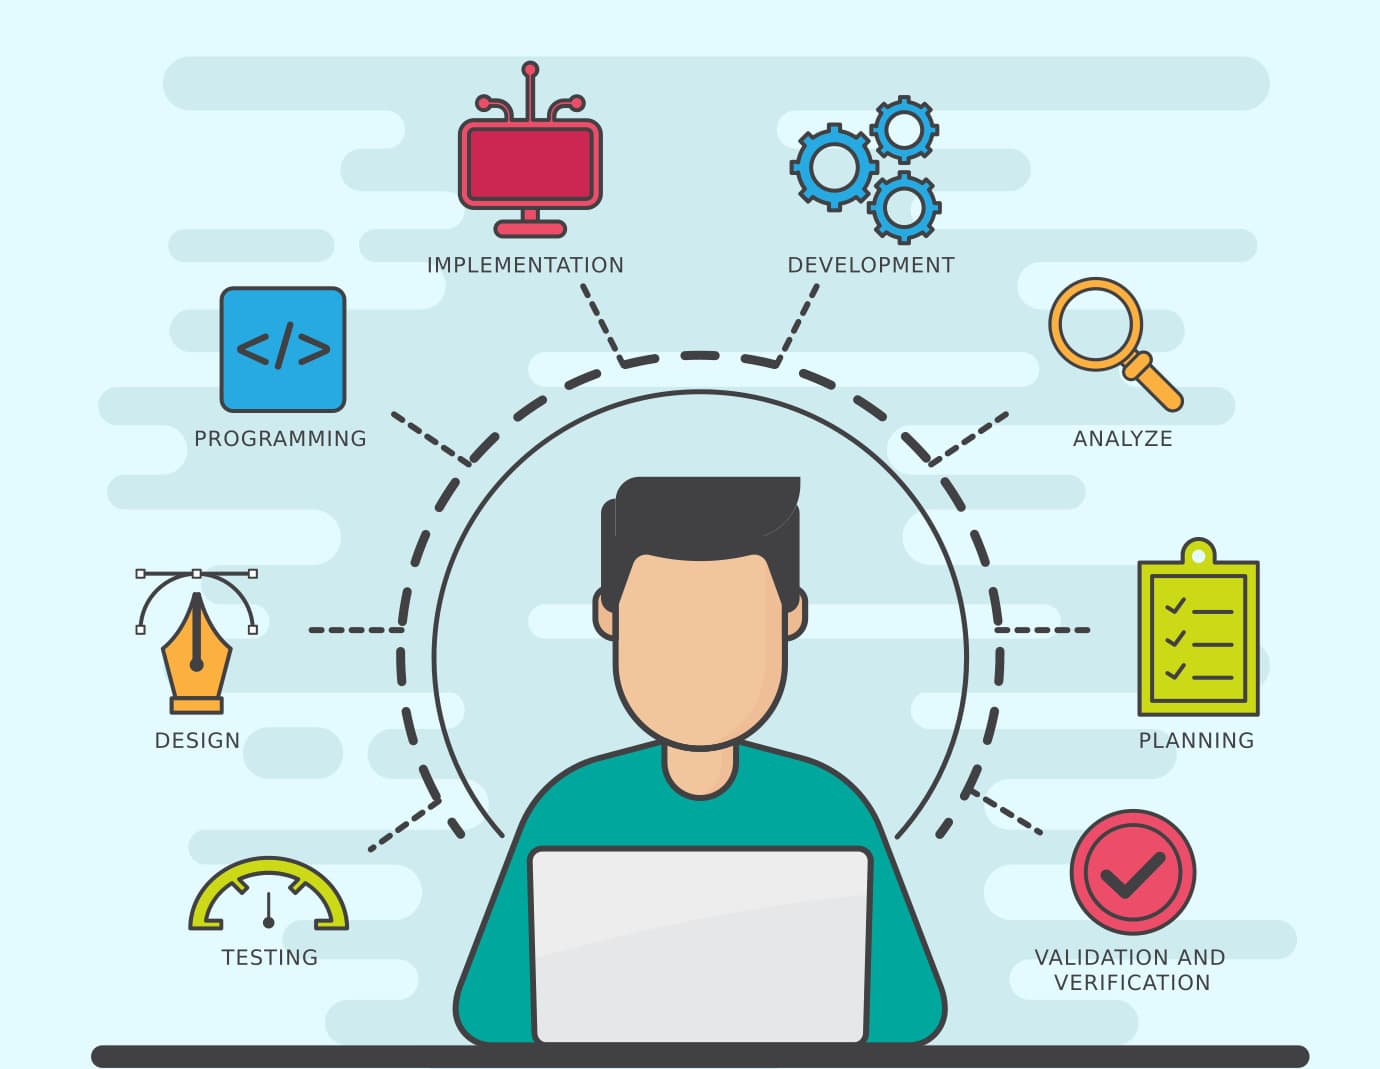 IMPLEMENTATION
DEVELOPMENT
</>
PROGRAMMING
ANALYZE
DESIGN
PLANNING
TESTING
VALIDATION AND
VERIFICATION